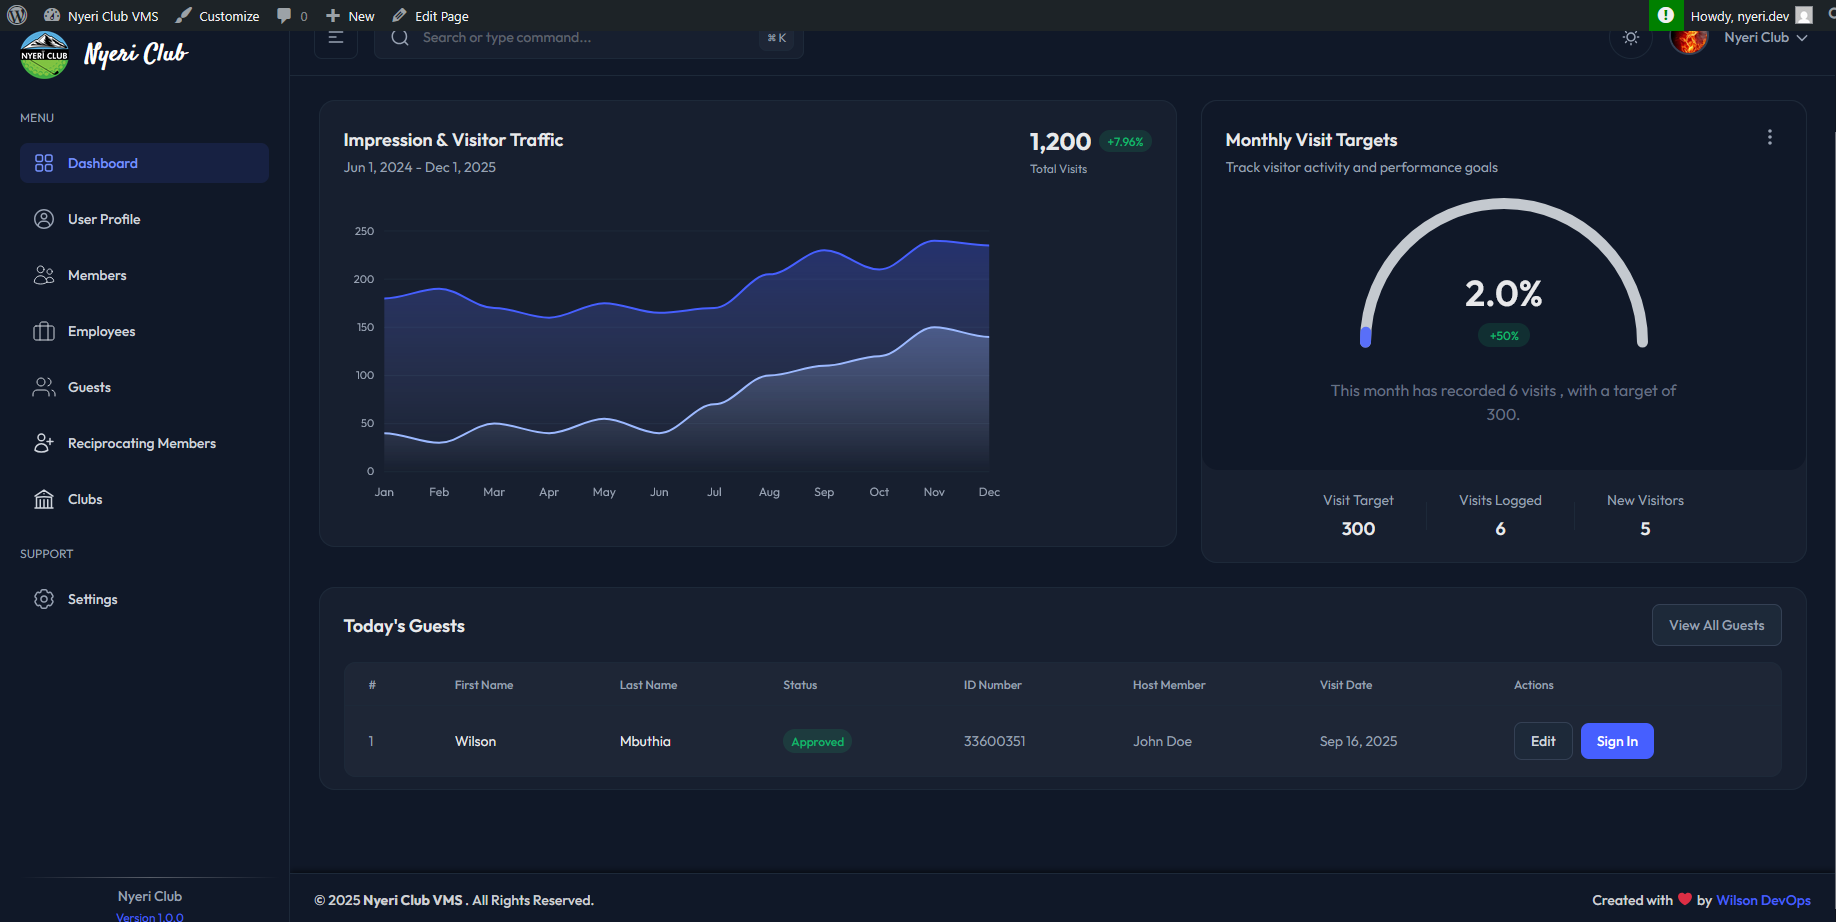 Nyeri Club VMS
Customize
0
New
Edit Page
Howdy, nyeri.dev
NYERI CLUB
Nyeri Club
Search or type command...
⌘ K
Nyeri Club
MENU
Dashboard
User Profile
Members
Employees
Guests
Reciprocating Members
Clubs
SUPPORT
Settings
Nyeri Club
Version 1.0.0
Impression & Visitor Traffic
Jun 1, 2024 - Dec 1, 2025
1,200 +7.96%
Total Visits
250
200
150
100
50
0
Jan Feb Mar Apr May Jun Jul Aug Sep Oct Nov Dec
Monthly Visit Targets
Track visitor activity and performance goals
2.0%
+50%
This month has recorded 6 visits , with a target of
300.
Visit Target Visits Logged New Visitors
300 6 5
Today's Guests
View All Guests
# First Name Last Name Status ID Number Host Member Visit Date Actions
1 Wilson Mbuthia Approved 33600351 John Doe Sep 16, 2025 Edit Sign In
© 2025 Nyeri Club VMS . All Rights Reserved.
Created with ❤ by Wilson DevOps